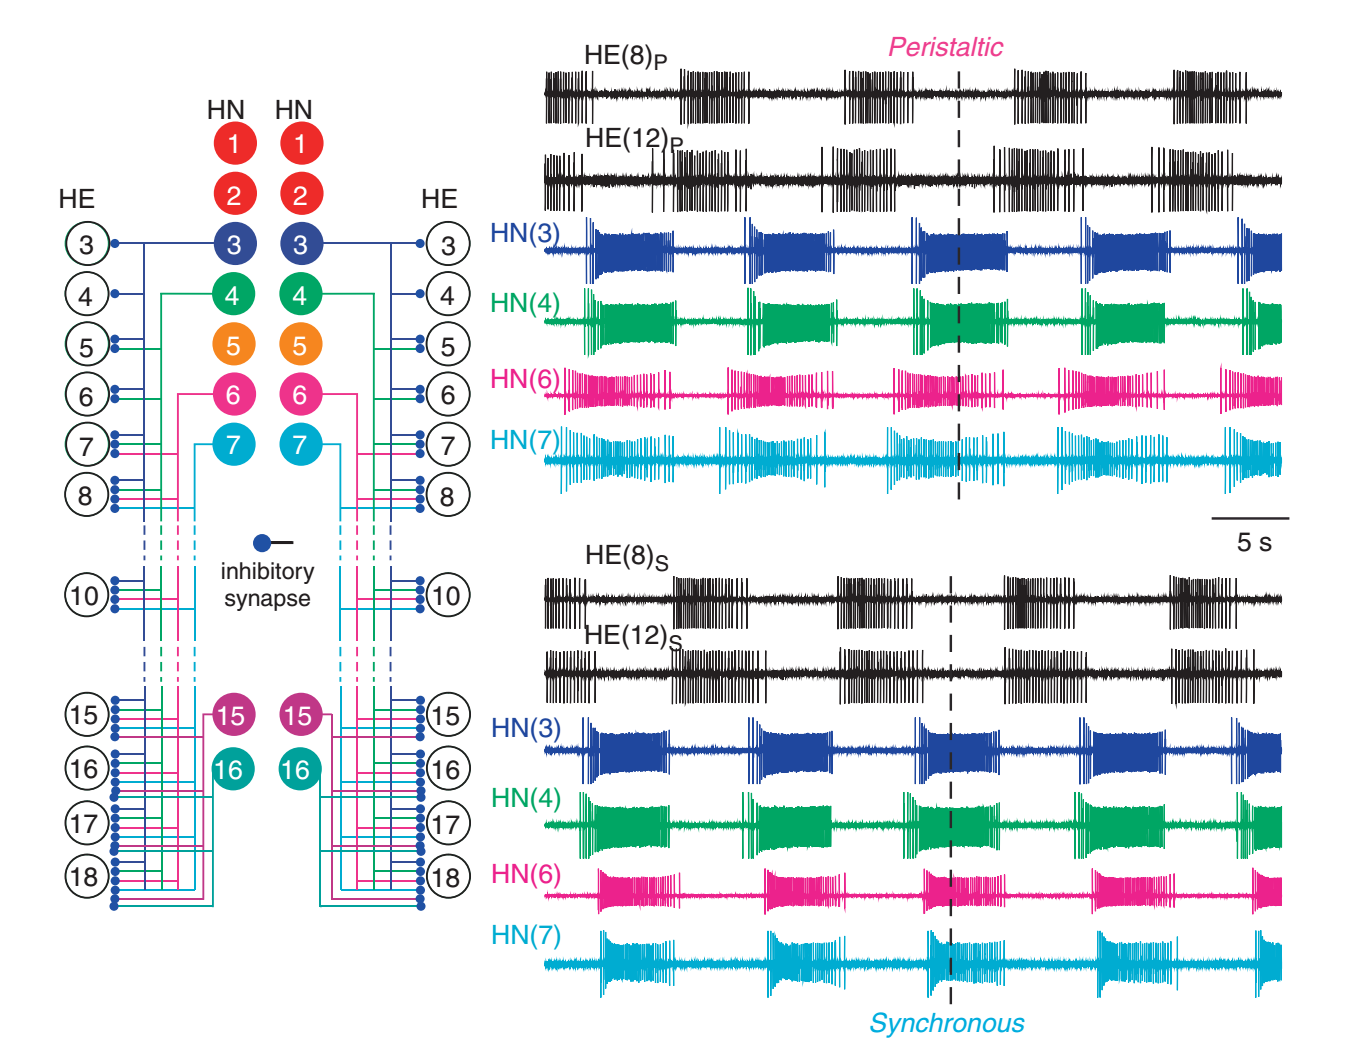 HN HN
1 1
2 2
HE HE
3 3 3 3
4 4 4 4
5 5 5 5
6 6 6 6
7 7 7 7
8 8
inhibitory
synapse
10 10
15 15 15 15
16 16 16 16
17 17
18 18
Peristaltic
HE(8)P
HE(12)P
HN(3)
HN(4)
HN(6)
HN(7)
5 s
HE(8)S
HE(12)S
HN(3)
HN(4)
HN(6)
HN(7)
Synchronous